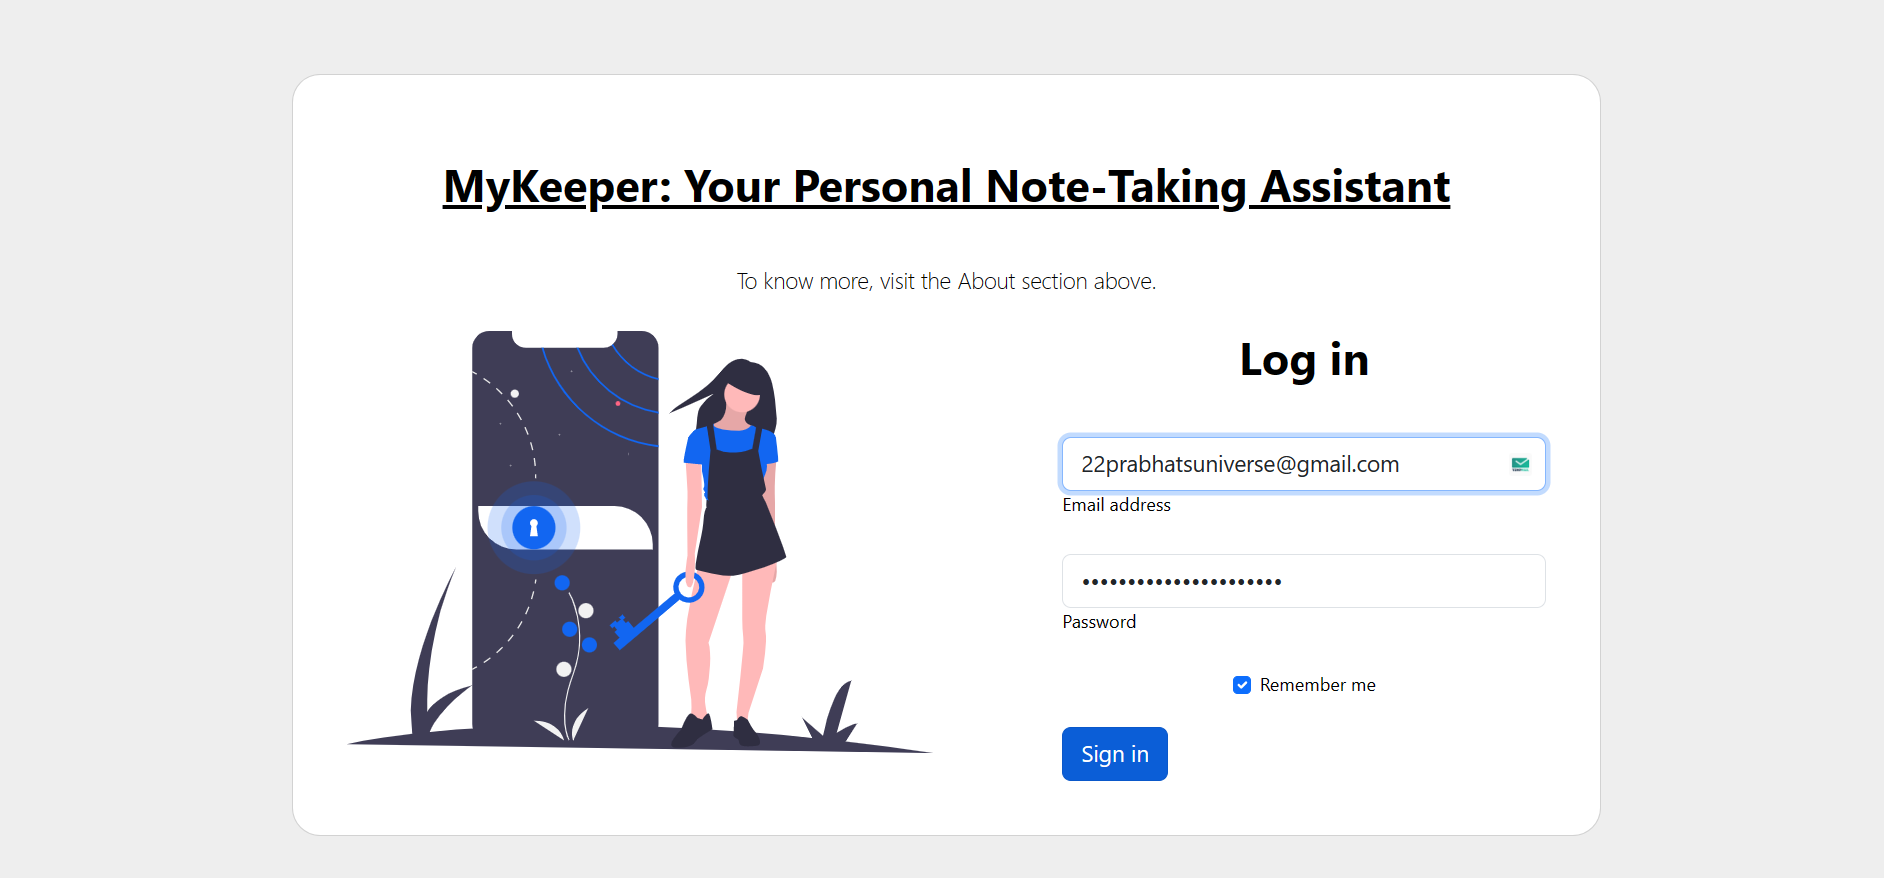 MyKeeper: Your Personal Note-Taking Assistant
To know more, visit the About section above.
Log in
22prabhatsuniverse@gmail.com
Email address
••••••••••••••••••••••
Password
Remember me
Sign in